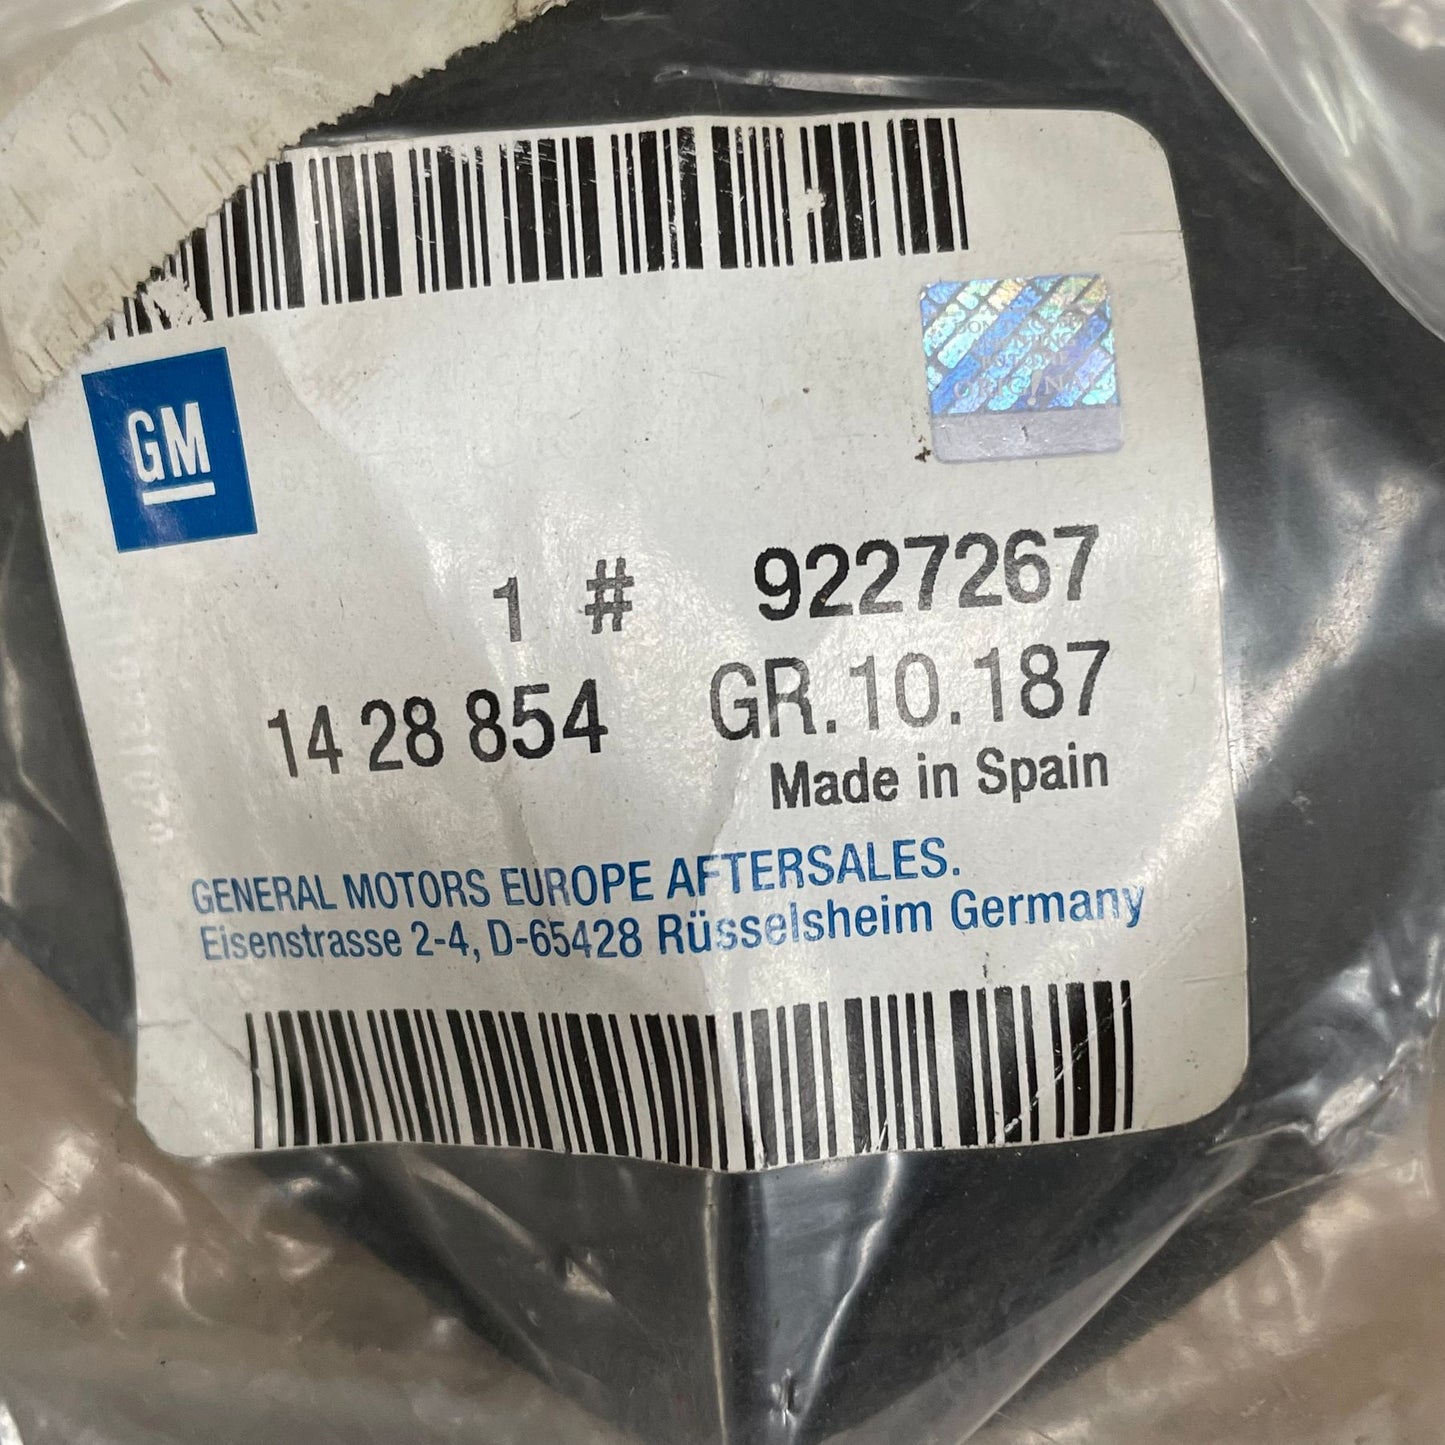 GM
ORIGINAL
1 # 9227267
14 28 854 GR.10.187
Made in Spain
GENERAL MOTORS EUROPE AFTERSALES.
Eisenstrasse 2-4, D-65428 Rüsselsheim Germany